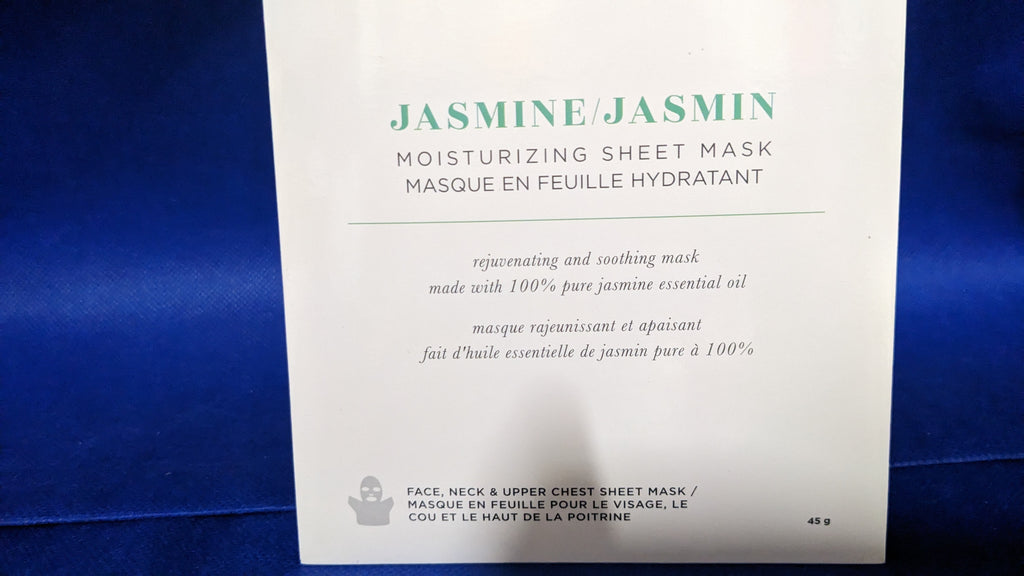 JASMINE/JASMIN
MOISTURIZING SHEET MASK
MASQUE EN FEUILLE HYDRATANT
rejuvenating and soothing mask
made with 100% pure jasmine essential oil
masque rajeunissant et apaisant
fait d'huile essentielle de jasmin pure à 100%
FACE, NECK & UPPER CHEST SHEET MASK /
MASQUE EN FEUILLE POUR LE VISAGE, LE
COU ET LE HAUT DE LA POITRINE
45 g